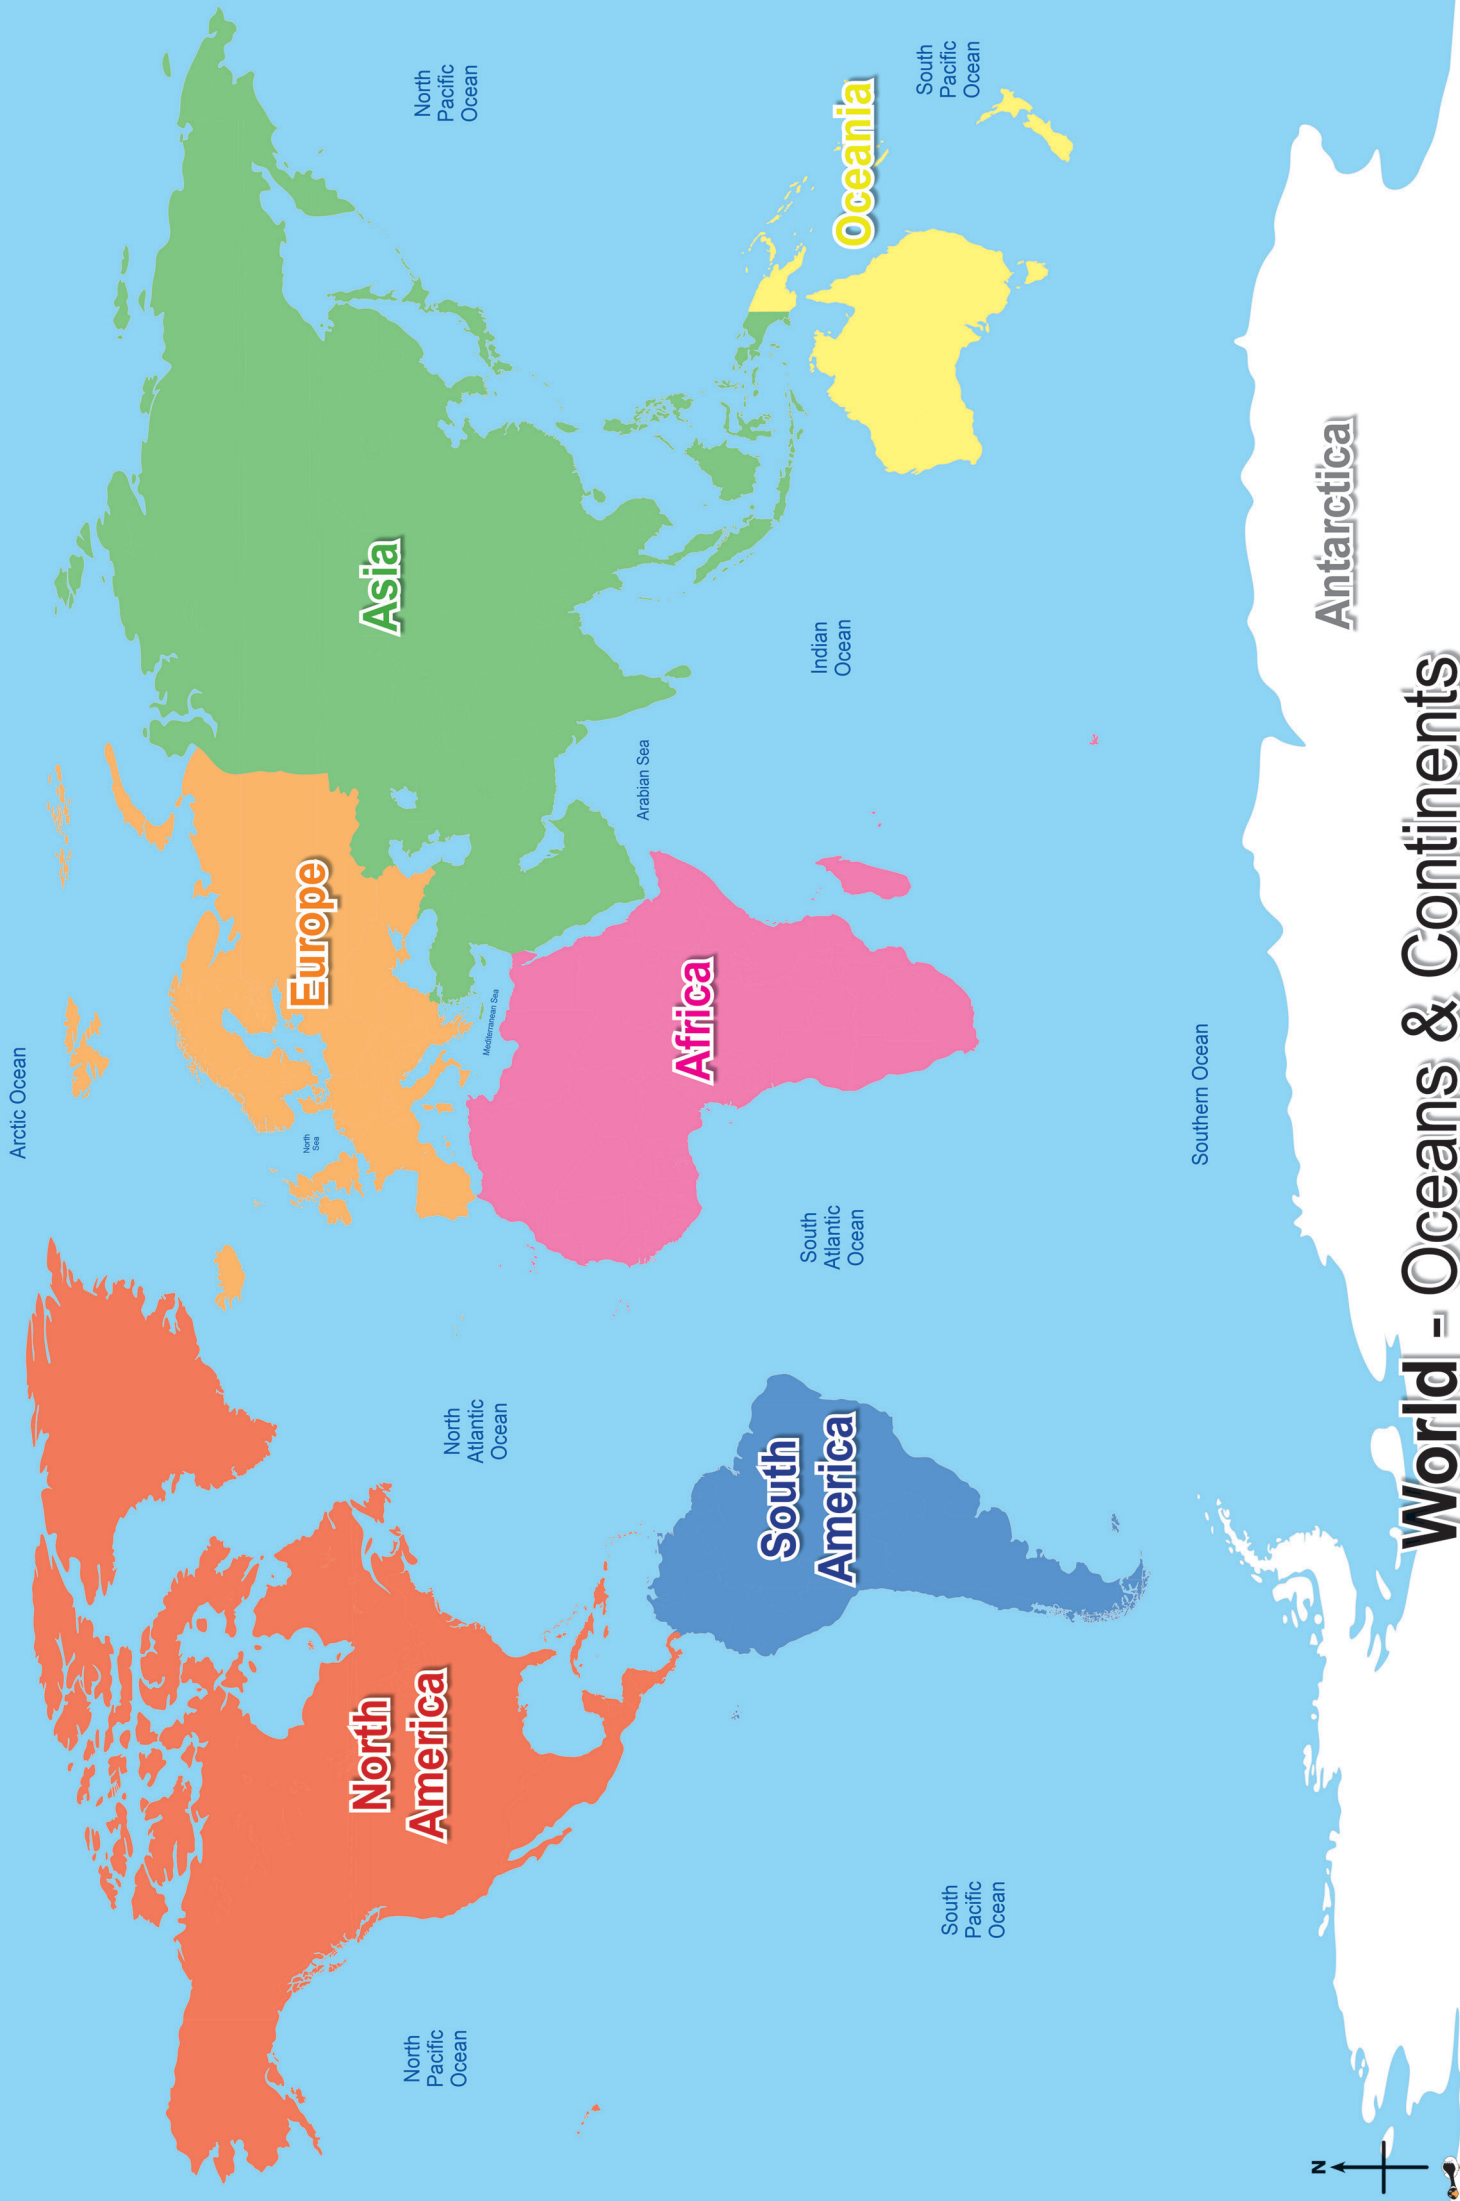 Arctic Ocean
North
Pacific
Ocean
North
America
North
Atlantic
Ocean
Europe
North
Sea
Mediterranean Sea
Asia
North
Pacific
Ocean
Africa
Arabian Sea
South
America
South
Atlantic
Ocean
Indian
Ocean
Oceania
South
Pacific
Ocean
South
Pacific
Ocean
Southern Ocean
Antarctica
N
World - Oceans & Continents